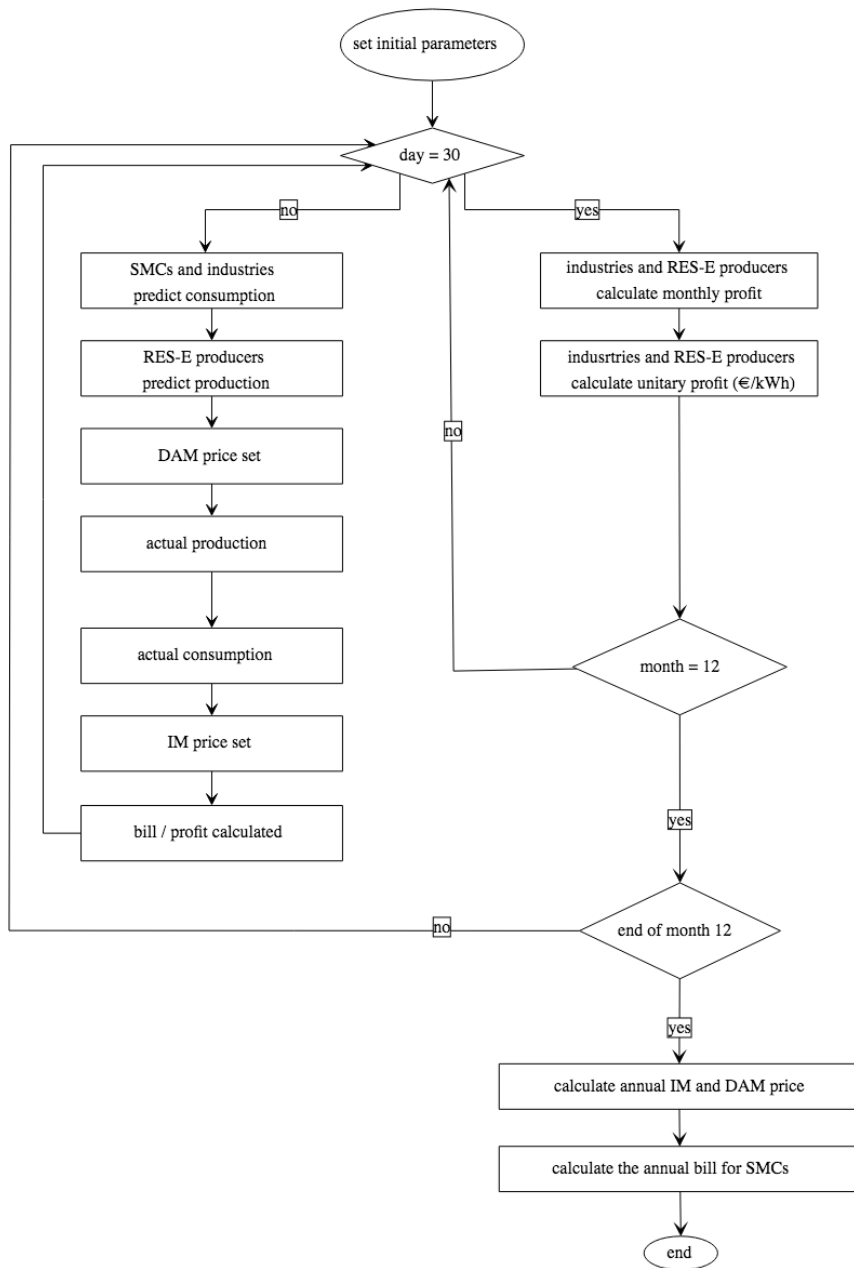 set initial parameters
day = 30
no
yes
SMCs and industries
predict consumption
industries and RES-E producers
calculate monthly profit
RES-E producers
predict production
indusrtries and RES-E producers
calculate unitary profit (€/kWh)
no
DAM price set
actual production
actual consumption
month = 12
IM price set
bill / profit calculated
yes
no
end of month 12
yes
calculate annual IM and DAM price
calculate the annual bill for SMCs
end